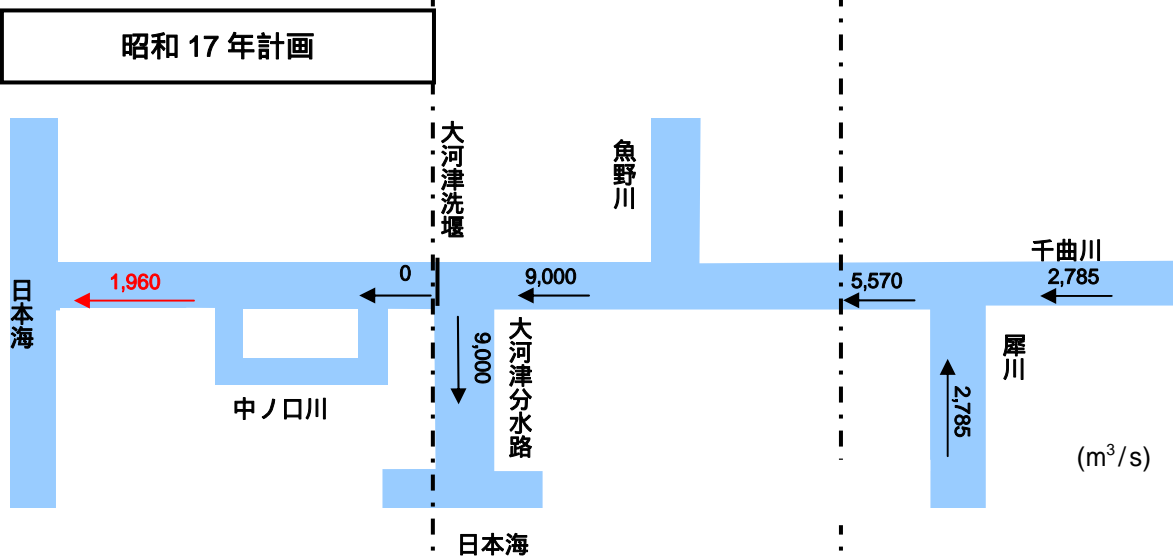 昭和 17 年計画
大河津洗堰
魚野川
千曲川
日本海
1,960
0
9,000
5,570
2,785
9,000
大河津分水路
犀川
2,785
中ノ口川
(m³/s)
日本海